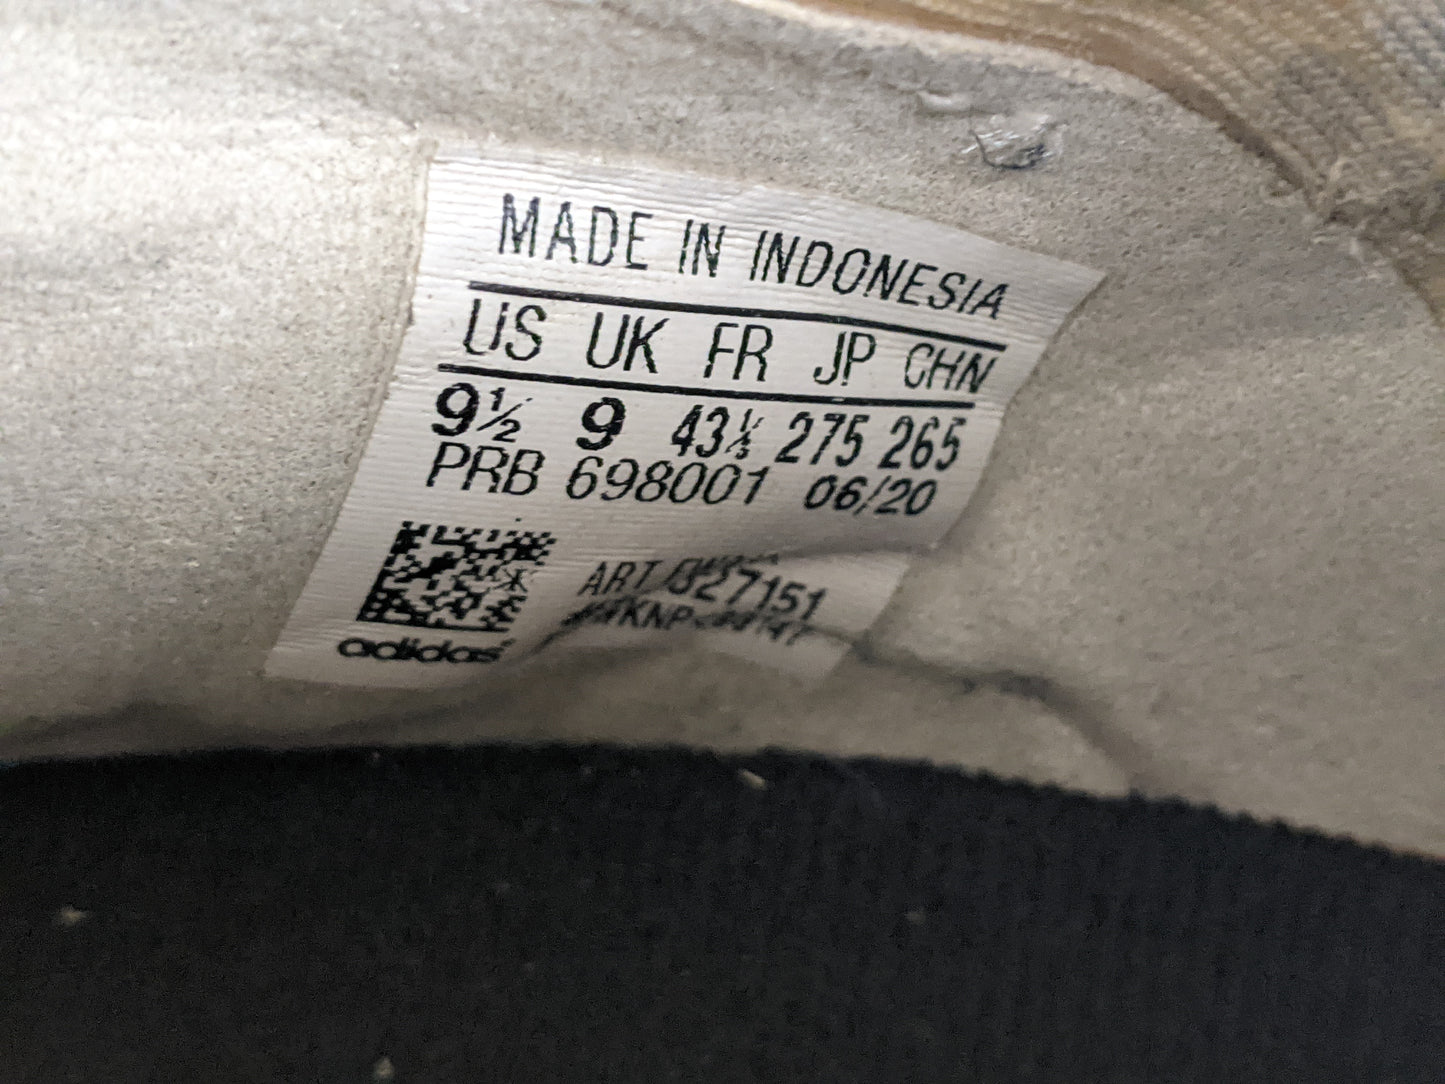 MADE IN INDONESIA
US UK FR JP CHN
9½ 9 43⅓ 275 265
PRB 698001 06/20
ART
adidas